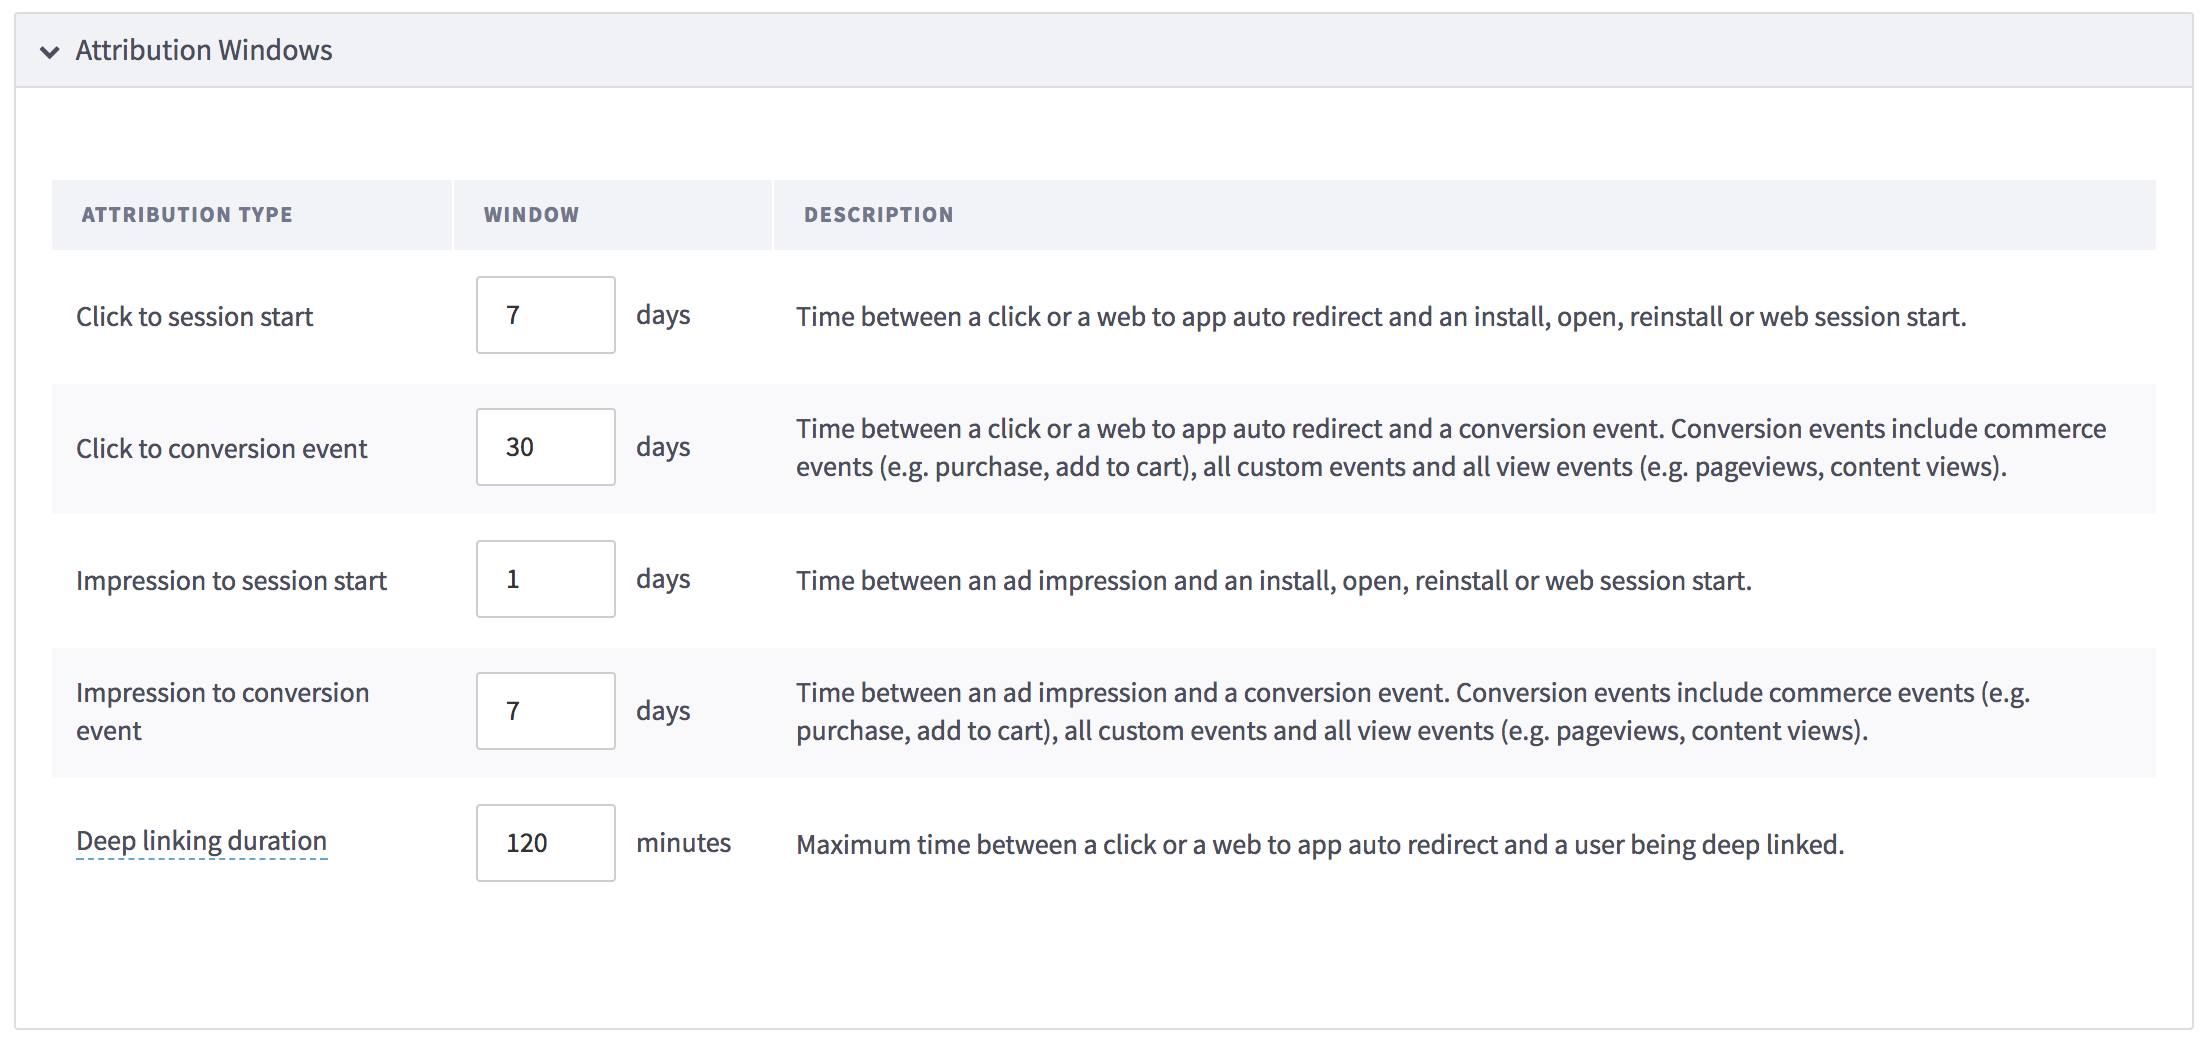 Attribution Windows
ATTRIBUTION TYPE WINDOW DESCRIPTION
Click to session start 7 days Time between a click or a web to app auto redirect and an install, open, reinstall or web session start.
Click to conversion event 30 days Time between a click or a web to app auto redirect and a conversion event. Conversion events include commerce
events (e.g. purchase, add to cart), all custom events and all view events (e.g. pageviews, content views).
Impression to session start 1 days Time between an ad impression and an install, open, reinstall or web session start.
Impression to conversion
event
7 days
Time between an ad impression and a conversion event. Conversion events include commerce events (e.g.
purchase, add to cart), all custom events and all view events (e.g. pageviews, content views).
Deep linking duration 120 minutes Maximum time between a click or a web to app auto redirect and a user being deep linked.